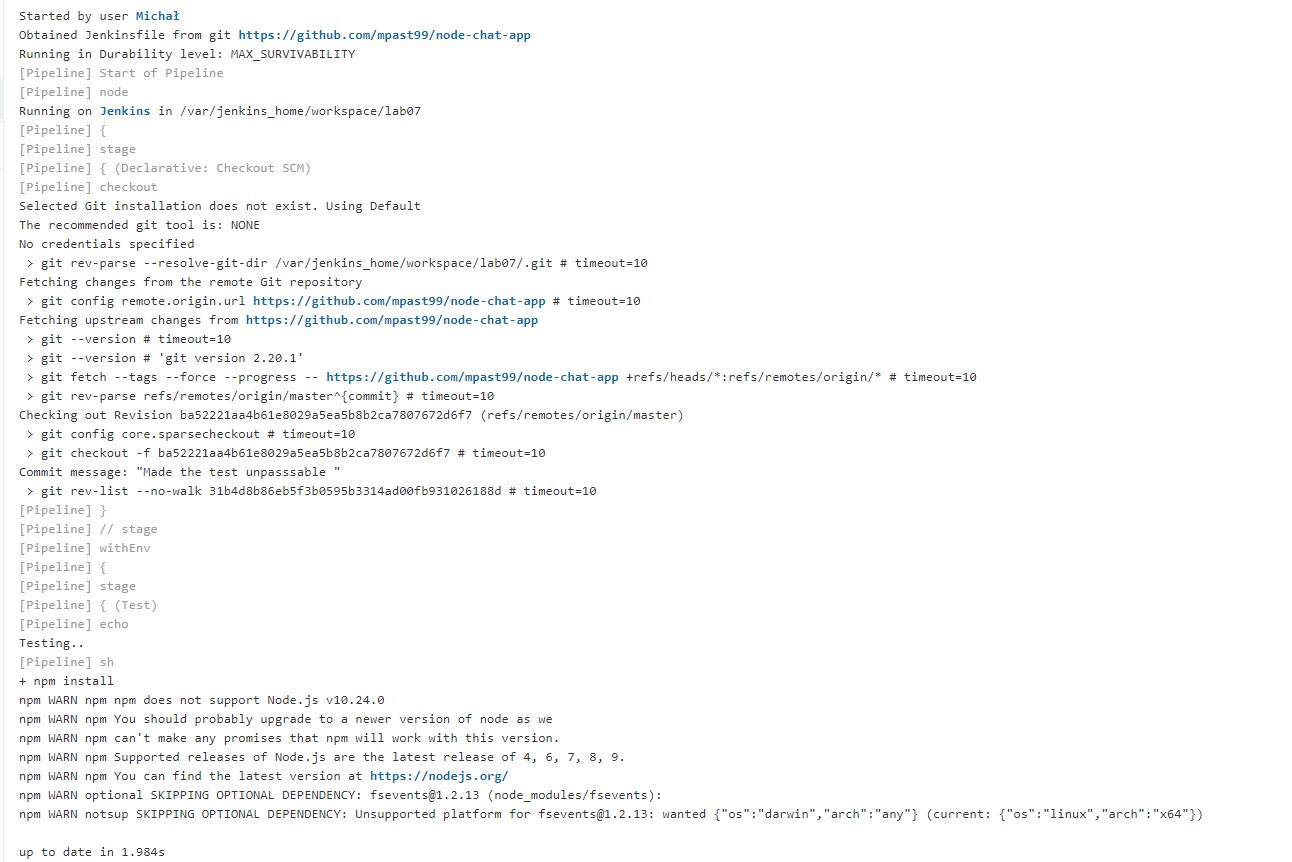 Started by user Michał
Obtained Jenkinsfile from git https://github.com/mpast99/node-chat-app
Running in Durability level: MAX_SURVIVABILITY
[Pipeline] Start of Pipeline
[Pipeline] node
Running on Jenkins in /var/jenkins_home/workspace/lab07
[Pipeline] {
[Pipeline] stage
[Pipeline] { (Declarative: Checkout SCM)
[Pipeline] checkout
Selected Git installation does not exist. Using Default
The recommended git tool is: NONE
No credentials specified
 > git rev-parse --resolve-git-dir /var/jenkins_home/workspace/lab07/.git # timeout=10
Fetching changes from the remote Git repository
 > git config remote.origin.url https://github.com/mpast99/node-chat-app # timeout=10
Fetching upstream changes from https://github.com/mpast99/node-chat-app
 > git --version # timeout=10
 > git --version # 'git version 2.20.1'
 > git fetch --tags --force --progress -- https://github.com/mpast99/node-chat-app +refs/heads/*:refs/remotes/origin/* # timeout=10
 > git rev-parse refs/remotes/origin/master^{commit} # timeout=10
Checking out Revision ba52221aa4b61e8029a5ea5b8b2ca7807672d6f7 (refs/remotes/origin/master)
 > git config core.sparsecheckout # timeout=10
 > git checkout -f ba52221aa4b61e8029a5ea5b8b2ca7807672d6f7 # timeout=10
Commit message: "Made the test unpasssable "
 > git rev-list --no-walk 31b4d8b86eb5f3b0595b3314ad00fb931026188d # timeout=10
[Pipeline] }
[Pipeline] // stage
[Pipeline] withEnv
[Pipeline] {
[Pipeline] stage
[Pipeline] { (Test)
[Pipeline] echo
Testing..
[Pipeline] sh
+ npm install
npm WARN npm npm does not support Node.js v10.24.0
npm WARN npm You should probably upgrade to a newer version of node as we
npm WARN npm can't make any promises that npm will work with this version.
npm WARN npm Supported releases of Node.js are the latest release of 4, 6, 7, 8, 9.
npm WARN npm You can find the latest version at https://nodejs.org/
npm WARN optional SKIPPING OPTIONAL DEPENDENCY: fsevents@1.2.13 (node_modules/fsevents):
npm WARN notsup SKIPPING OPTIONAL DEPENDENCY: Unsupported platform for fsevents@1.2.13: wanted {"os":"darwin","arch":"any"} (current: {"os":"linux","arch":"x64"})
up to date in 1.984s